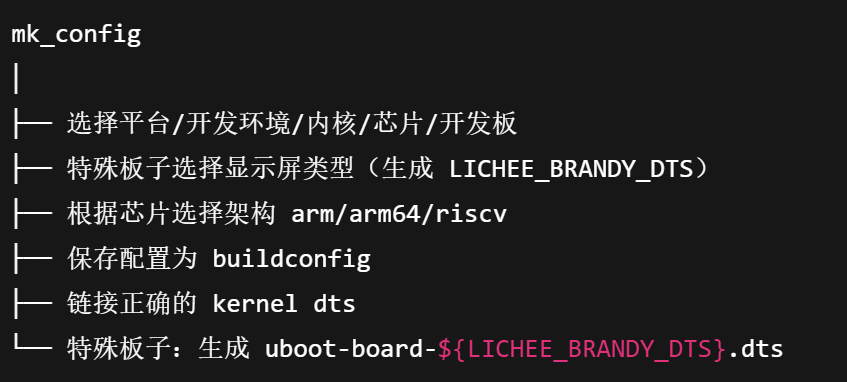 mk_config
│
├── 选择平台/开发环境/内核/芯片/开发板
├── 特殊板子选择显示屏类型（生成 LICHEE_BRANDY_DTS）
├── 根据芯片选择架构 arm/arm64/riscv
├── 保存配置为 buildconfig
├── 链接正确的 kernel dts
└── 特殊板子：生成 uboot-board-${LICHEE_BRANDY_DTS}.dts